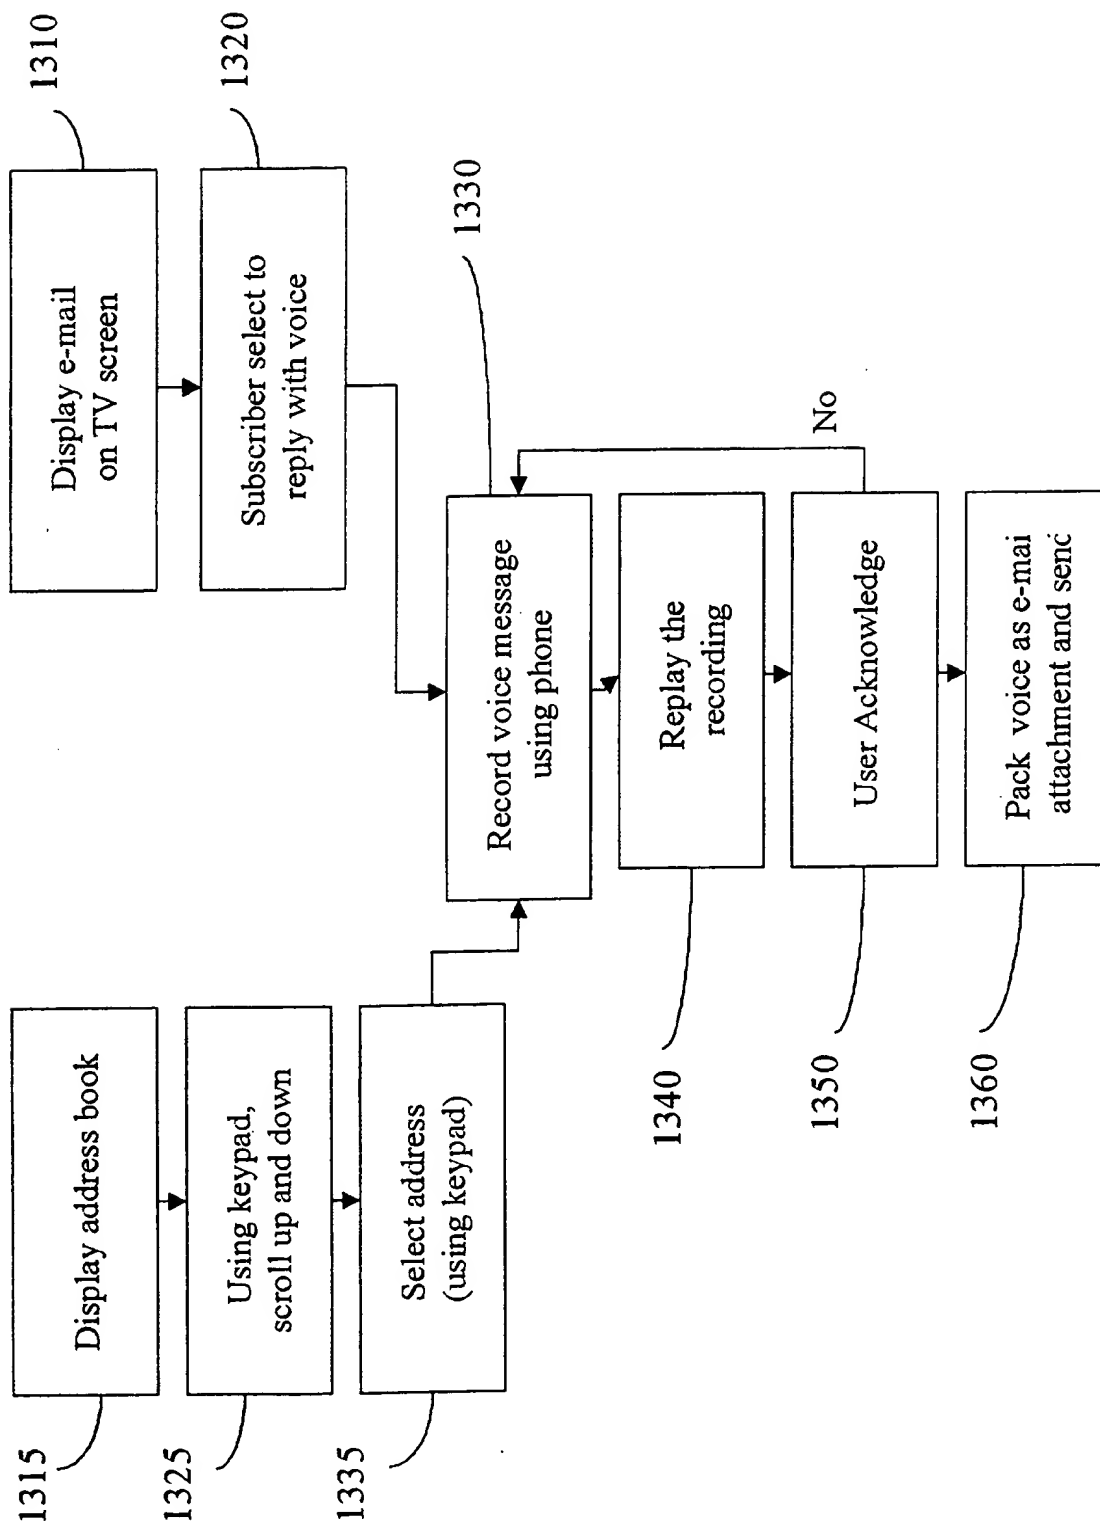 1315
Display address book
1325
Using keypad,
scroll up and down
1335
Select address
(using keypad)
1310
Display e-mail
on TV screen
1320
Subscriber select to
reply with voice
1330
Record voice message
using phone
1340
Replay the
recording
1350
User Acknowledge
No
1360
Pack voice as e-mai
attachment and send